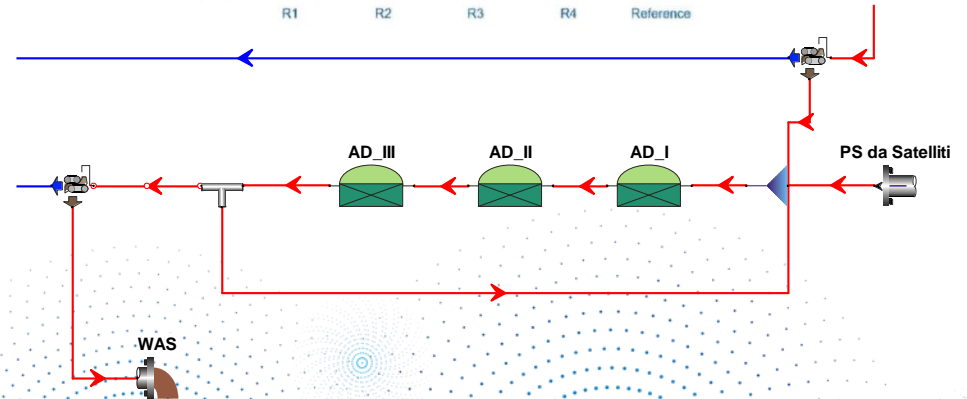 R1 R2 R3 R4 Reference
AD_III AD_II AD_I PS da Satelliti
WAS